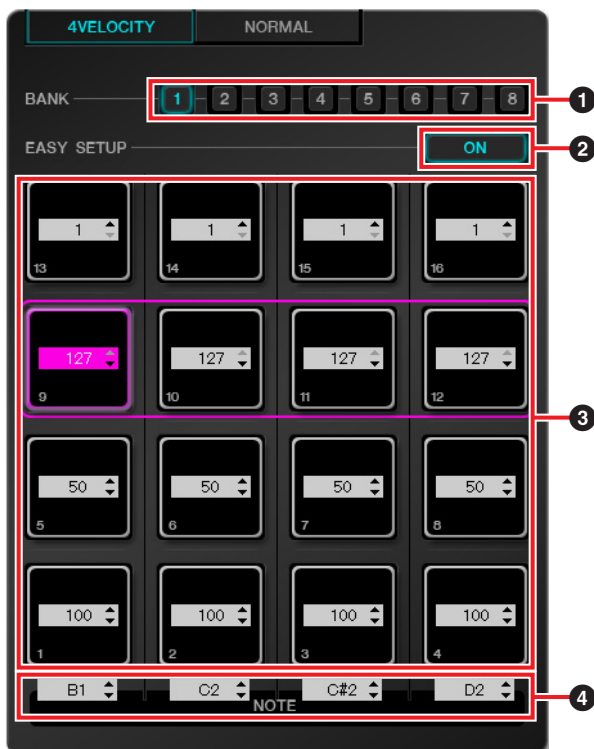 4VELOCITY NORMAL
BANK 1 2 3 4 5 6 7 8 1
EASY SETUP ON 2
1 1 1 1
13 14 15 16
127 127 127 127
9 10 11 12
3
50 50 50 50
5 6 7 8
100 100 100 100
1 2 3 4
B1 C2 C#2 D2 4
NOTE